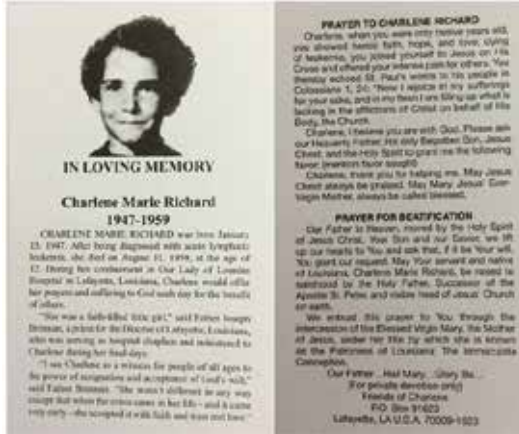 IN LOVING MEMORY
Charlene Marie Richard
1947-1959
CHARLENE MARIE RICHARD was born January
13, 1947. After being diagnosed with acute lymphatic
leukemia, she died on August 11, 1959, at the age of
12. During her confinement in Our Lady of Lourdes
Hospital in Lafayette, Louisiana, Charlene would offer
her prayers and suffering to God each day for the benefit
of others.
"She was a faith-filled little girl," said Father Joseph
Brennan, a priest for the Diocese of Lafayette, Louisiana,
who was serving as hospital chaplain and ministered to
Charlene during her final days.
"I see Charlene as a witness for people of all ages to
the power of resignation and acceptance of God's will,"
said Father Brennan. "She wasn't different in any way
except that when the crisis came in her life - and it came
very early - she accepted it with faith and trust and love."
PRAYER TO CHARLENE RICHARD
Charlene, when you were only twelve years old,
you showed heroic faith, hope, and love, dying
of leukemia, you joined yourself to Jesus on His
Cross and offered your intense pain for others. You
thereby echoed St. Paul's words to his people in
Colossians 1, 24: "Now I rejoice in my sufferings
for your sake, and in my flesh I am filling up what is
lacking in the afflictions of Christ on behalf of His
Body, the Church.
Charlene, I believe you are with God. Please ask
our Heavenly Father, His only Begotten Son, Jesus
Christ, and the Holy Spirit to grant me the following
favor: (mention favor sought)
Charlene, thank you for helping me. May Jesus
Christ always be praised. May Mary, Jesus' Ever-
Virgin Mother, always be called blessed.
PRAYER FOR BEATIFICATION
Our Father in Heaven, moved by the Holy Spirit
of Jesus Christ, Your Son and our Savior, we lift
up our hearts to You and ask that, if it be Your will,
You grant our request. May Your servant and native
of Louisiana, Charlene Marie Richard, be raised to
sainthood by the Holy Father, Successor of the
Apostle St. Peter, and visible head of Jesus' Church
on earth.
We entrust this prayer to You through the
intercession of the Blessed Virgin Mary, the Mother
of Jesus, under her title by which she is known
as the Patroness of Louisiana: The Immaculate
Conception.
Our Father... Hail Mary... Glory Be...
(For private devotion only)
Friends of Charlene
P.O. Box 91623
Lafayette, LA U.S.A. 70509-1623